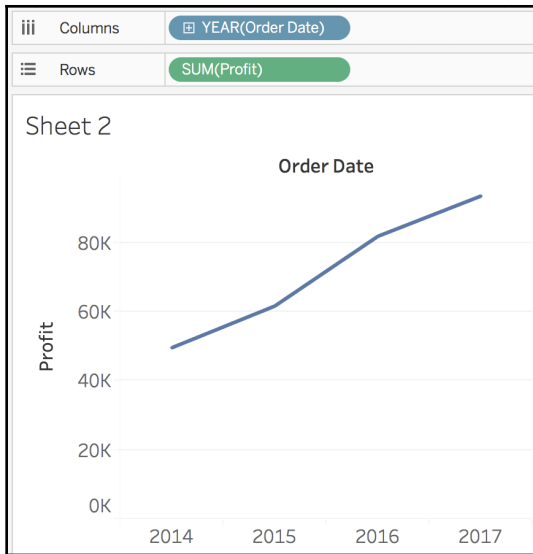 Columns
YEAR(Order Date)
Rows
SUM(Profit)
Sheet 2
Order Date
Profit
80K
60K
40K
20K
0K
2014 2015 2016 2017